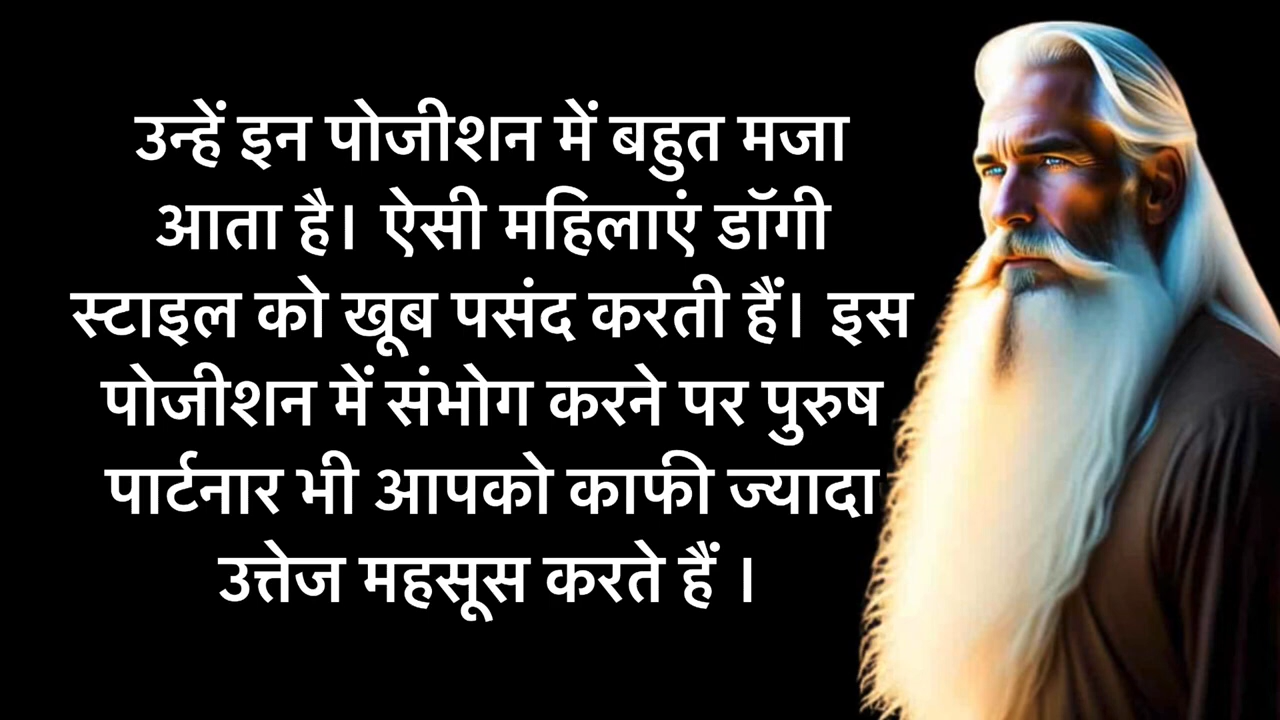 उन्हें इन पोजीशन में बहुत मजा
आता है। ऐसी महिलाएं डॉगी
स्टाइल को खूब पसंद करती हैं। इस
पोजीशन में संभोग करने पर पुरुष
पार्टनार भी आपको काफी ज्यादा
उत्तेज महसूस करते हैं ।